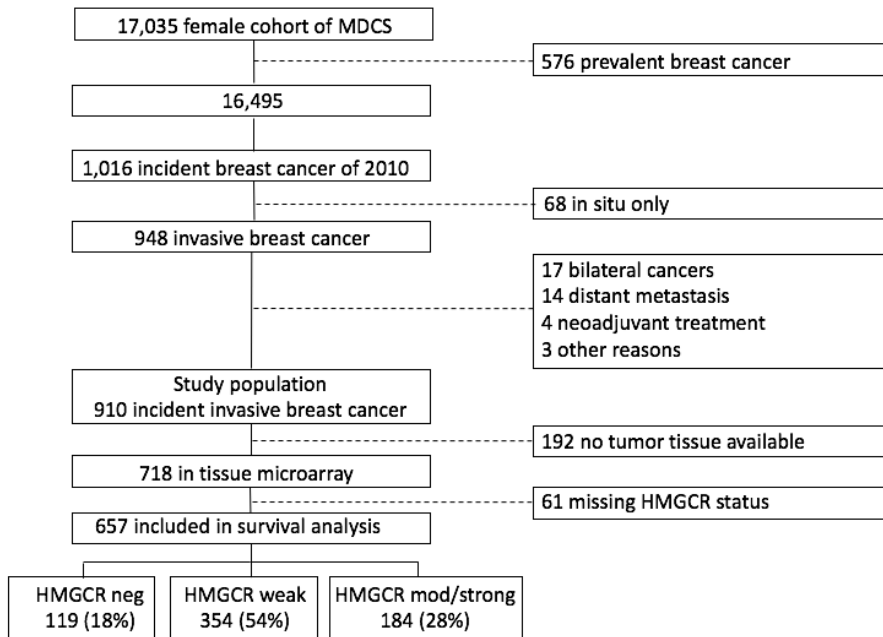 17,035 female cohort of MDCS
576 prevalent breast cancer
16,495
1,016 incident breast cancer of 2010
68 in situ only
948 invasive breast cancer
17 bilateral cancers
14 distant metastasis
4 neoadjuvant treatment
3 other reasons
Study population
910 incident invasive breast cancer
192 no tumor tissue available
718 in tissue microarray
61 missing HMGCR status
657 included in survival analysis
HMGCR neg
119 (18%)
HMGCR weak
354 (54%)
HMGCR mod/strong
184 (28%)